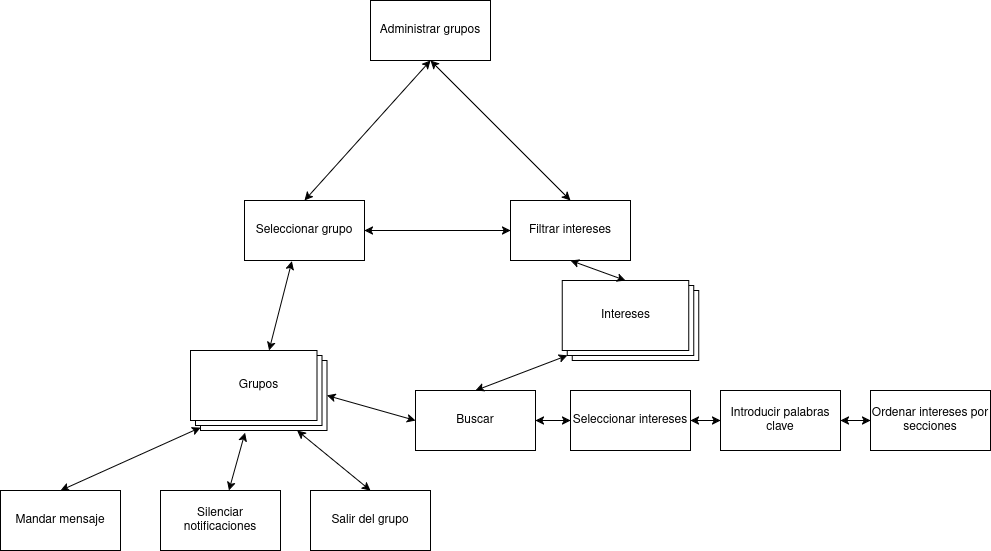 Administrar grupos
Seleccionar grupo
Filtrar intereses
Intereses
Grupos
Buscar
Seleccionar intereses
Introducir palabras
clave
Ordenar intereses por
secciones
Mandar mensaje
Silenciar
notificaciones
Salir del grupo